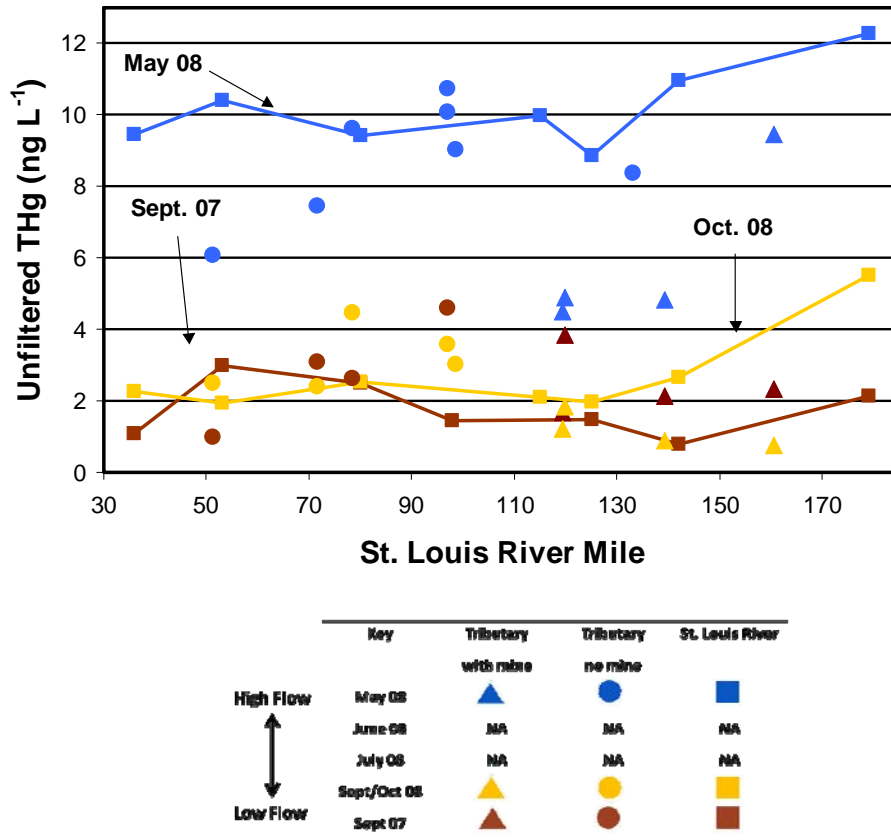 12
10
8
6
4
2
0
Unfiltered THg (ng L-1)
May 08
Sept. 07
Oct. 08
30 50 70 90 110 130 150 170
St. Louis River Mile
Key Tributary with mine Tributary no mine St. Louis River
High Flow
May 08
June 08 NA NA NA
July 08 NA NA NA
Sept/Oct 08
Low Flow
Sept 07